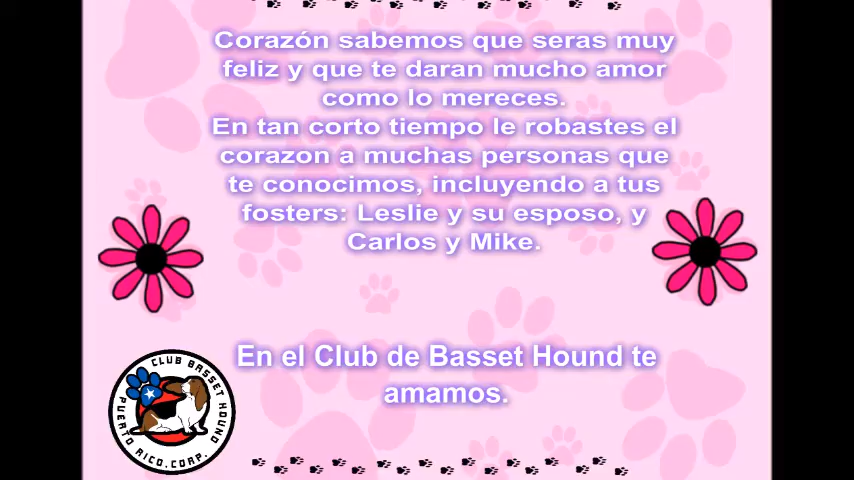 Corazón sabemos que seras muy
feliz y que te daran mucho amor
como lo mereces.
En tan corto tiempo le robastes el
corazon a muchas personas que
te conocimos, incluyendo a tus
fosters: Leslie y su esposo, y
Carlos y Mike.
En el Club de Basset Hound te
amamos.
CLUB BASSET HOUND
PUERTO RICO.CORP.